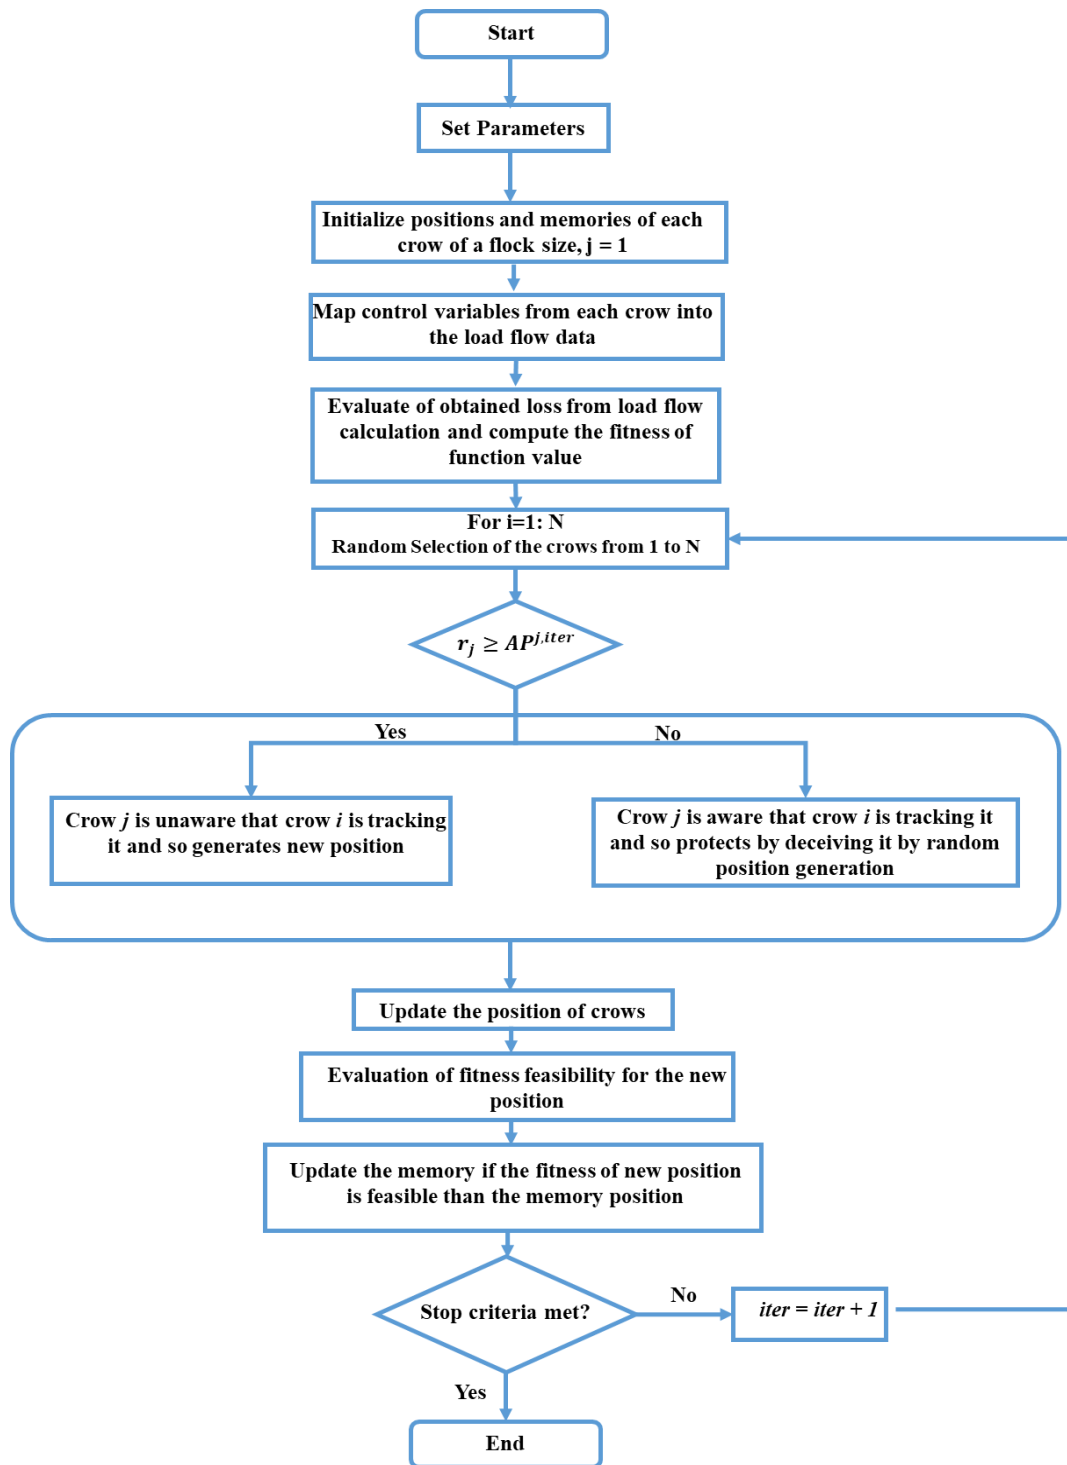 Start
Set Parameters
Initialize positions and memories of each
crow of a flock size, j = 1
Map control variables from each crow into
the load flow data
Evaluate of obtained loss from load flow
calculation and compute the fitness of
function value
For i=1: N
Random Selection of the crows from 1 to N
r_j ≥ AP^{j,iter}
Yes
No
Crow j is unaware that crow i is tracking
it and so generates new position
Crow j is aware that crow i is tracking it
and so protects by deceiving it by random
position generation
Update the position of crows
Evaluation of fitness feasibility for the new
position
Update the memory if the fitness of new position
is feasible than the memory position
Stop criteria met?
No
iter = iter + 1
Yes
End